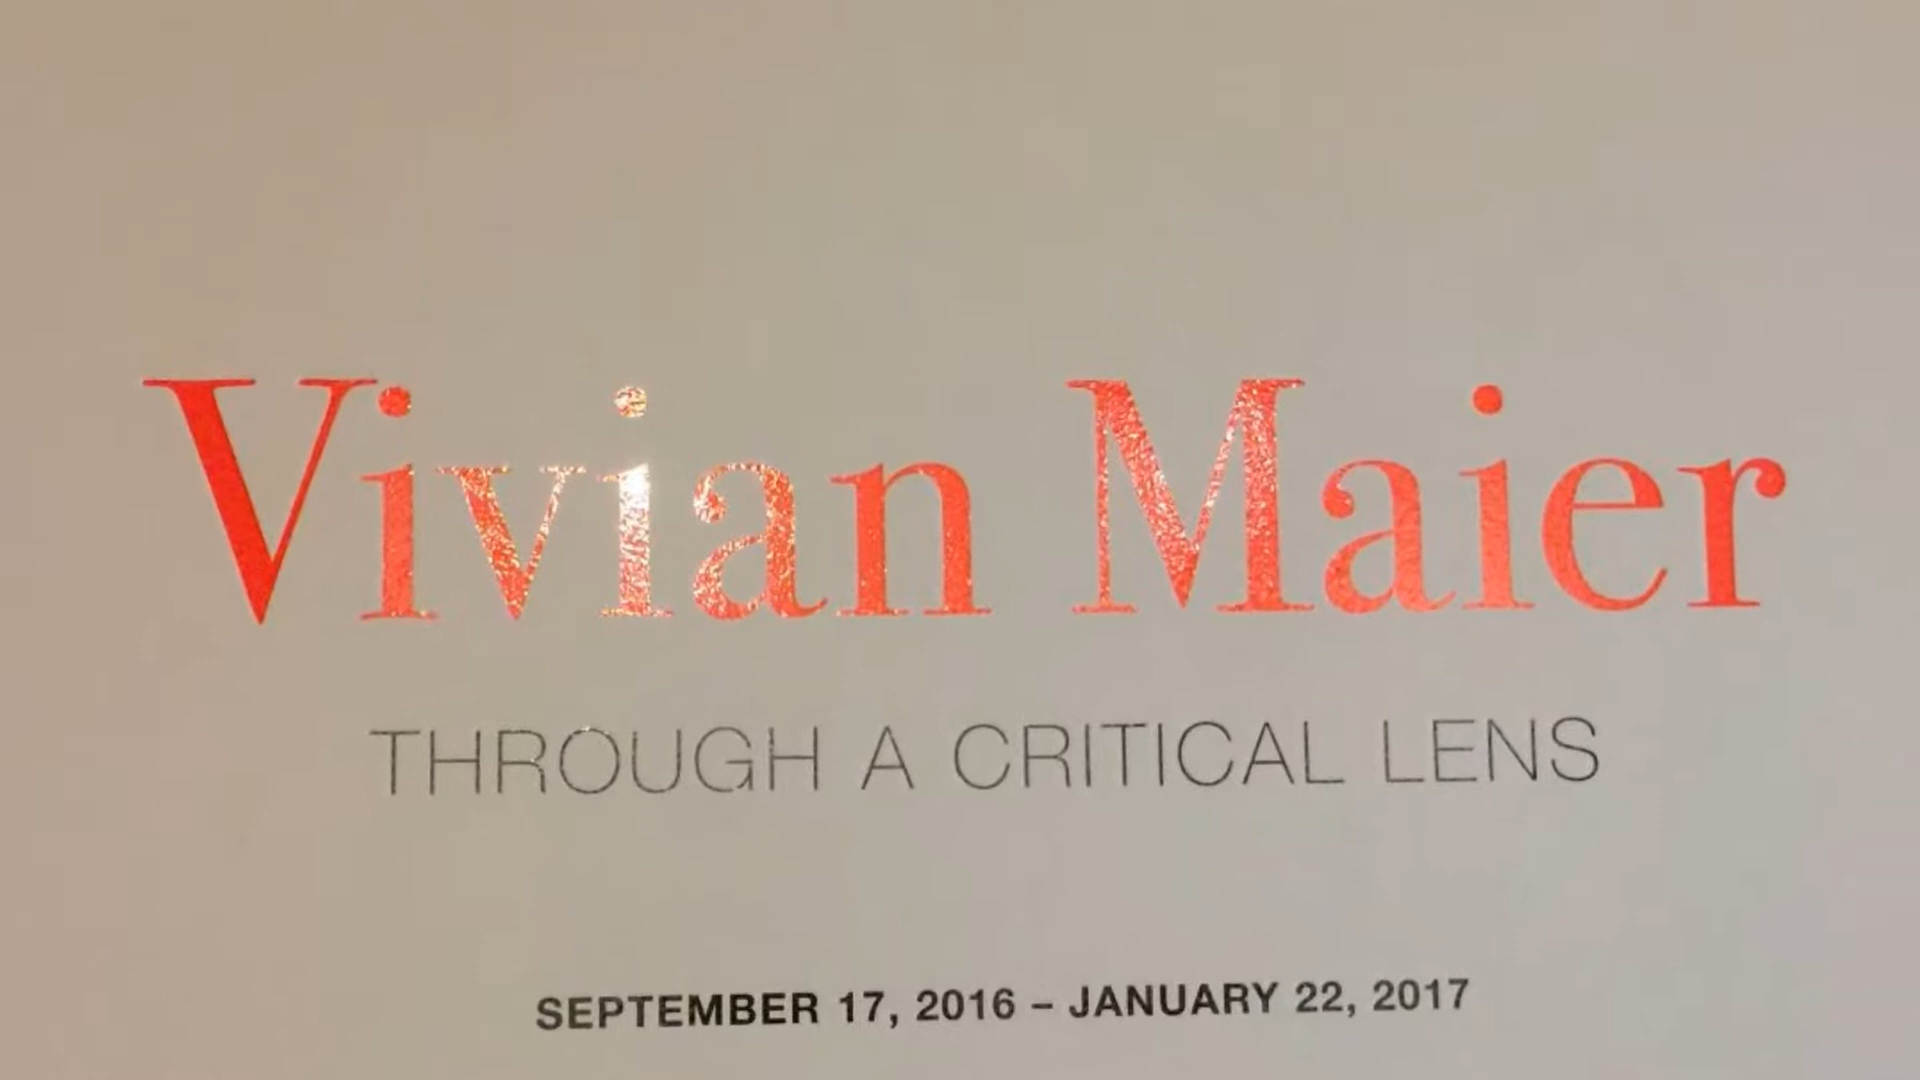 Vivian Maier
THROUGH A CRITICAL LENS
SEPTEMBER 17, 2016 – JANUARY 22, 2017